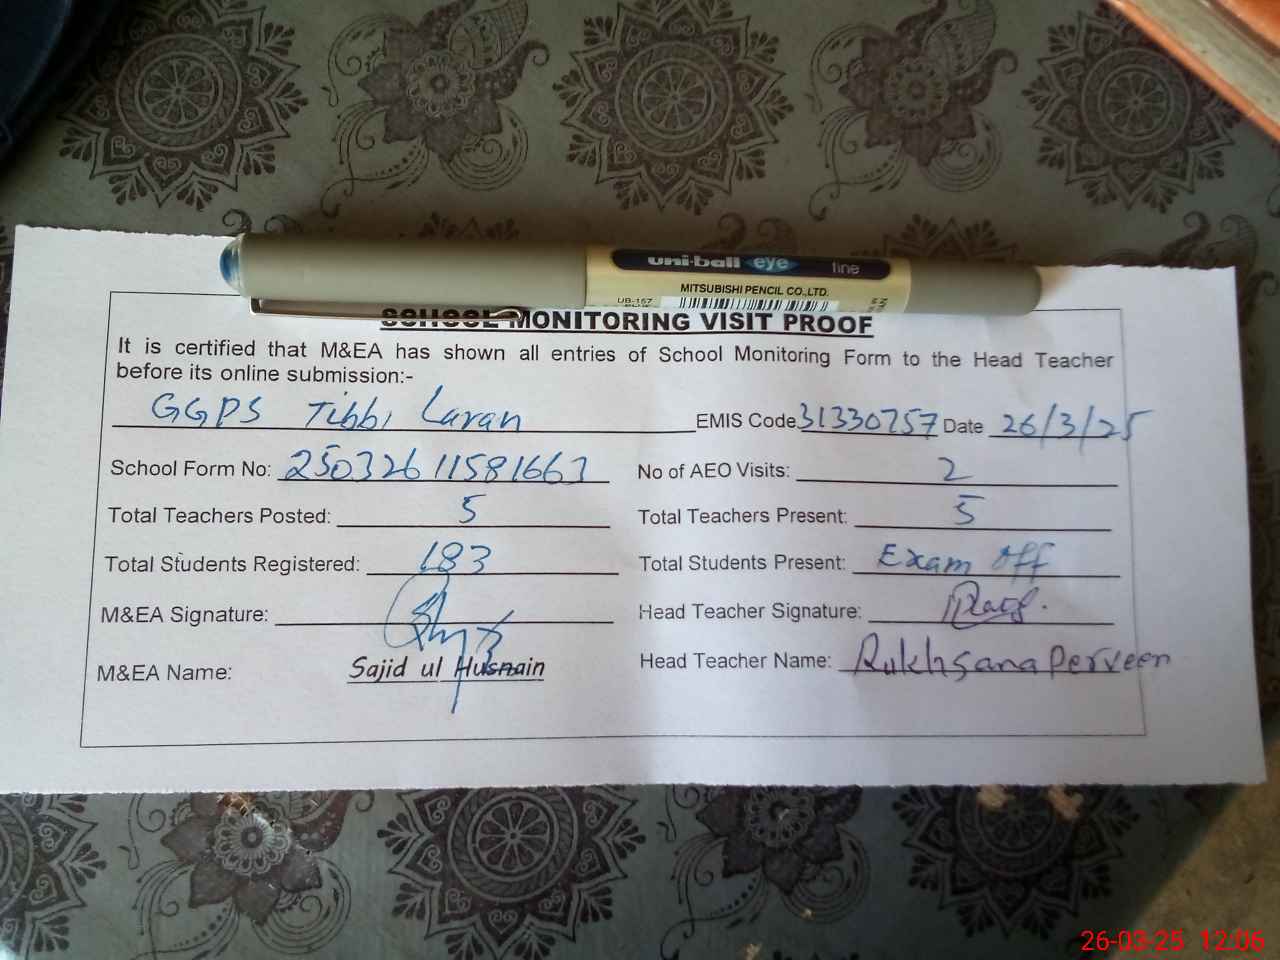 uni-ball eye fine
MITSUBISHI PENCIL CO.,LTD.
UB-157
SCHOOL MONITORING VISIT PROOF
It is certified that M&EA has shown all entries of School Monitoring Form to the Head Teacher
before its online submission:-
GGPS Tibbi Laran EMIS Code 31330757 Date 26/3/25
School Form No: 25032611581663 No of AEO Visits: 2
Total Teachers Posted: 5 Total Teachers Present: 5
Total Students Registered: 183 Total Students Present: Exam off
M&EA Signature: Head Teacher Signature:
M&EA Name: Sajid ul Husnain Head Teacher Name: Rukhsana Perveen
26-03-25 12:06